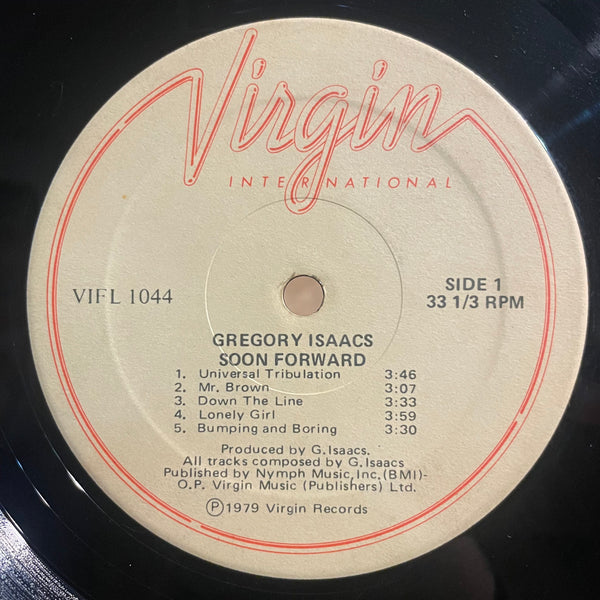 Virgin
INTERNATIONAL
VIFL 1044
SIDE 1
33 1/3 RPM
GREGORY ISAACS
SOON FORWARD
1. Universal Tribulation 3:46
2. Mr. Brown 3:07
3. Down The Line 3:33
4. Lonely Girl 3:59
5. Bumping and Boring 3:30
Produced by G.Isaacs.
All tracks composed by G.Isaacs
Published by Nymph Music, Inc.(BMI)-
O.P. Virgin Music (Publishers) Ltd.
Ⓟ1979 Virgin Records